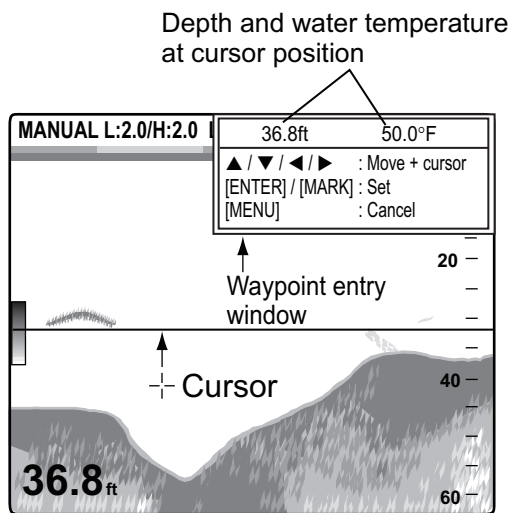 Depth and water temperature
at cursor position
MANUAL L:2.0/H:2.0
36.8ft 50.0°F
▲ / ▼ / ◀ / ▶ : Move + cursor
[ENTER] / [MARK] : Set
[MENU] : Cancel
20
Waypoint entry
window
Cursor
40
36.8ft
60